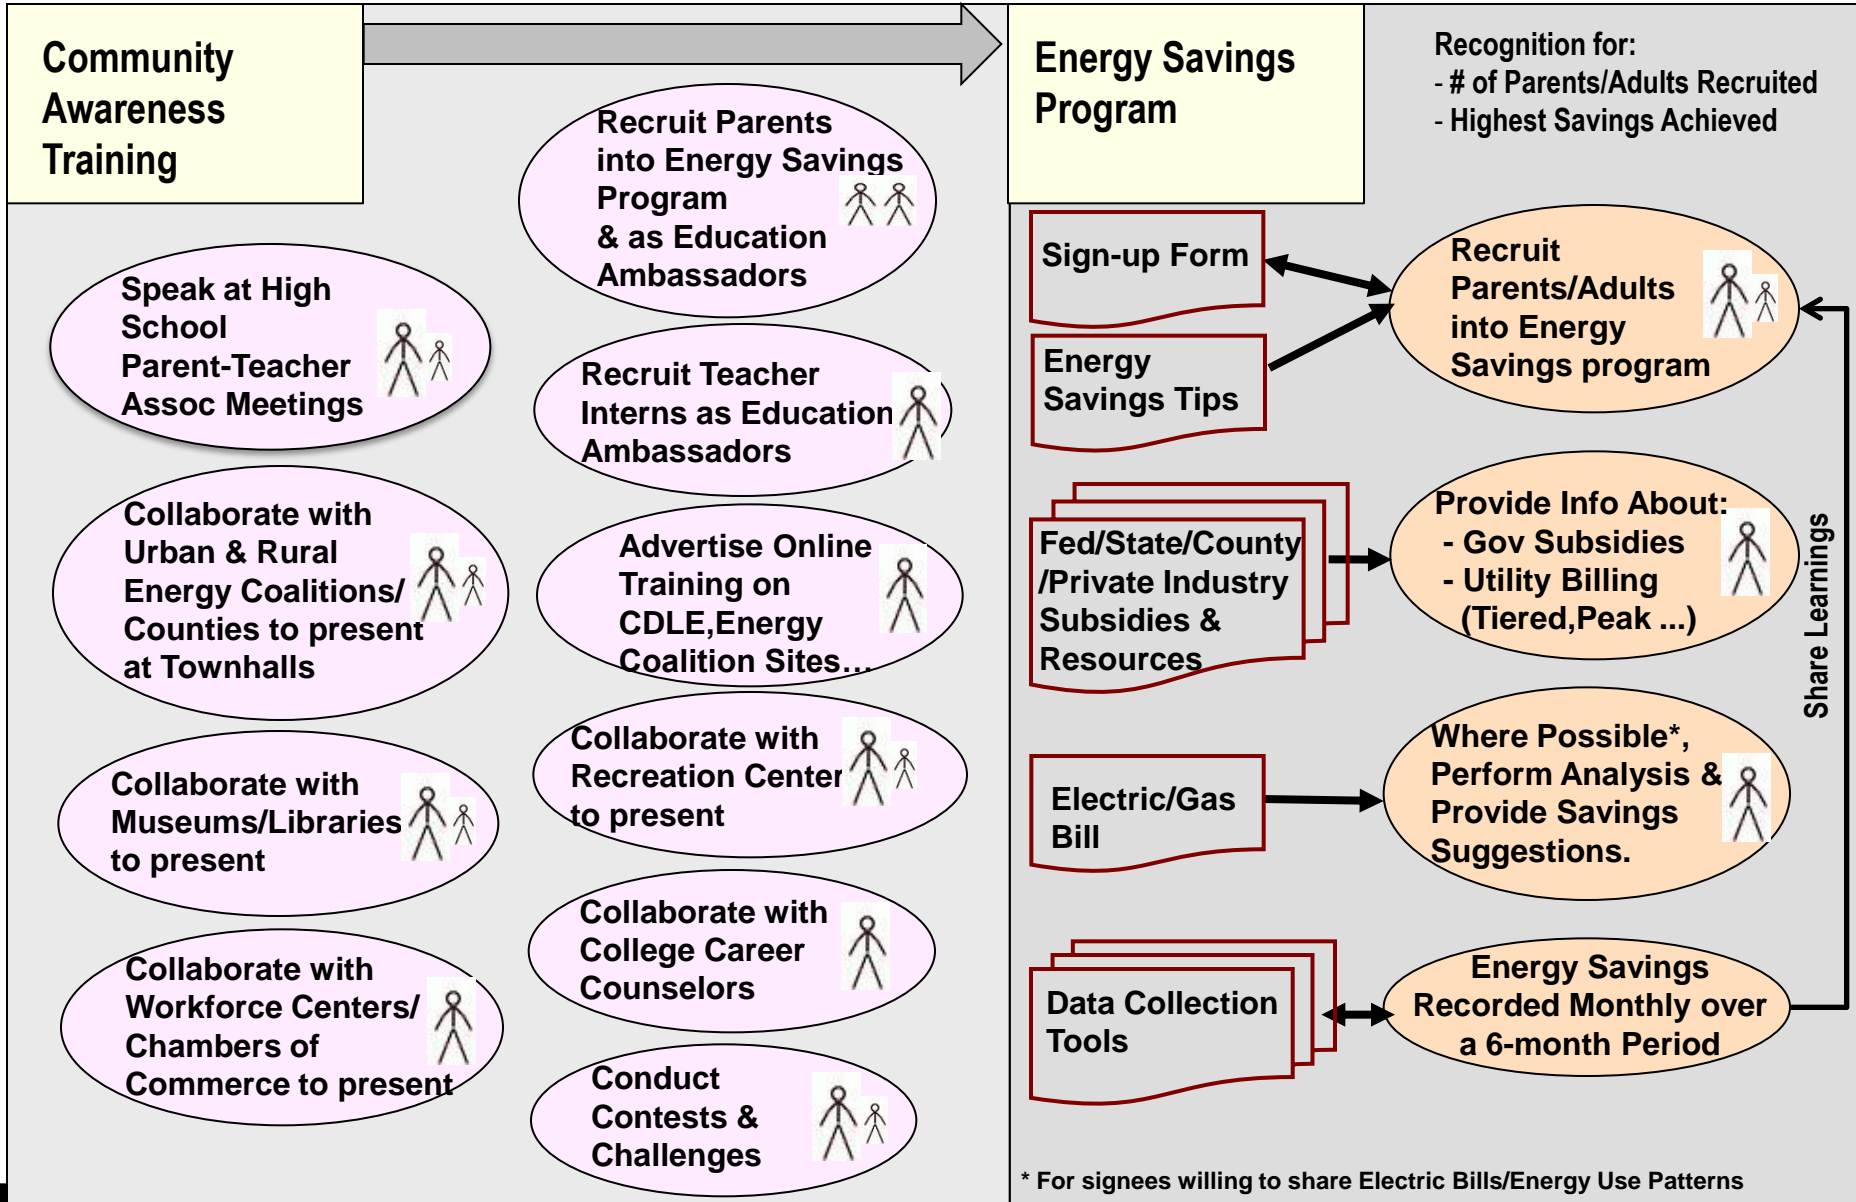 Community
Awareness
Training
Recruit Parents
into Energy Savings
Program
& as Education
Ambassadors
Speak at High
School
Parent-Teacher
Assoc Meetings
Recruit Teacher
Interns as Education
Ambassadors
Collaborate with
Urban & Rural
Energy Coalitions/
Counties to present
at Townhalls
Advertise Online
Training on
CDLE,Energy
Coalition Sites…
Collaborate with
Museums/Libraries
to present
Collaborate with
Recreation Center
to present
Collaborate with
Workforce Centers/
Chambers of
Commerce to present
Collaborate with
College Career
Counselors
Conduct
Contests &
Challenges
Energy Savings
Program
Recognition for:
- # of Parents/Adults Recruited
- Highest Savings Achieved
Sign-up Form
Energy
Savings Tips
Recruit
Parents/Adults
into Energy
Savings program
Fed/State/County
/Private Industry
Subsidies &
Resources
Provide Info About:
- Gov Subsidies
- Utility Billing
(Tiered,Peak ...)
Share Learnings
Electric/Gas
Bill
Where Possible*,
Perform Analysis &
Provide Savings
Suggestions.
Data Collection
Tools
Energy Savings
Recorded Monthly over
a 6-month Period
* For signees willing to share Electric Bills/Energy Use Patterns